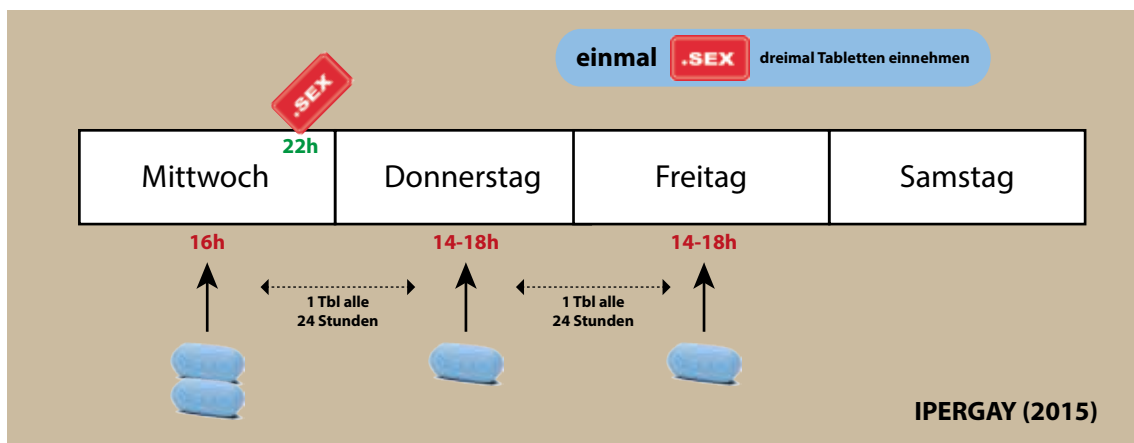 einmal .SEX dreimal Tabletten einnehmen
.SEX
22h
Mittwoch Donnerstag Freitag Samstag
16h 14-18h 14-18h
1 Tbl alle
24 Stunden
1 Tbl alle
24 Stunden
IPERGAY (2015)